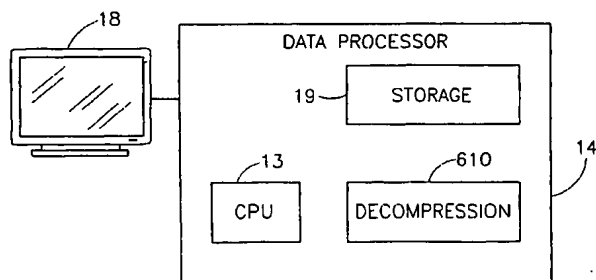 18
DATA PROCESSOR
19
STORAGE
13
610
14
CPU
DECOMPRESSION